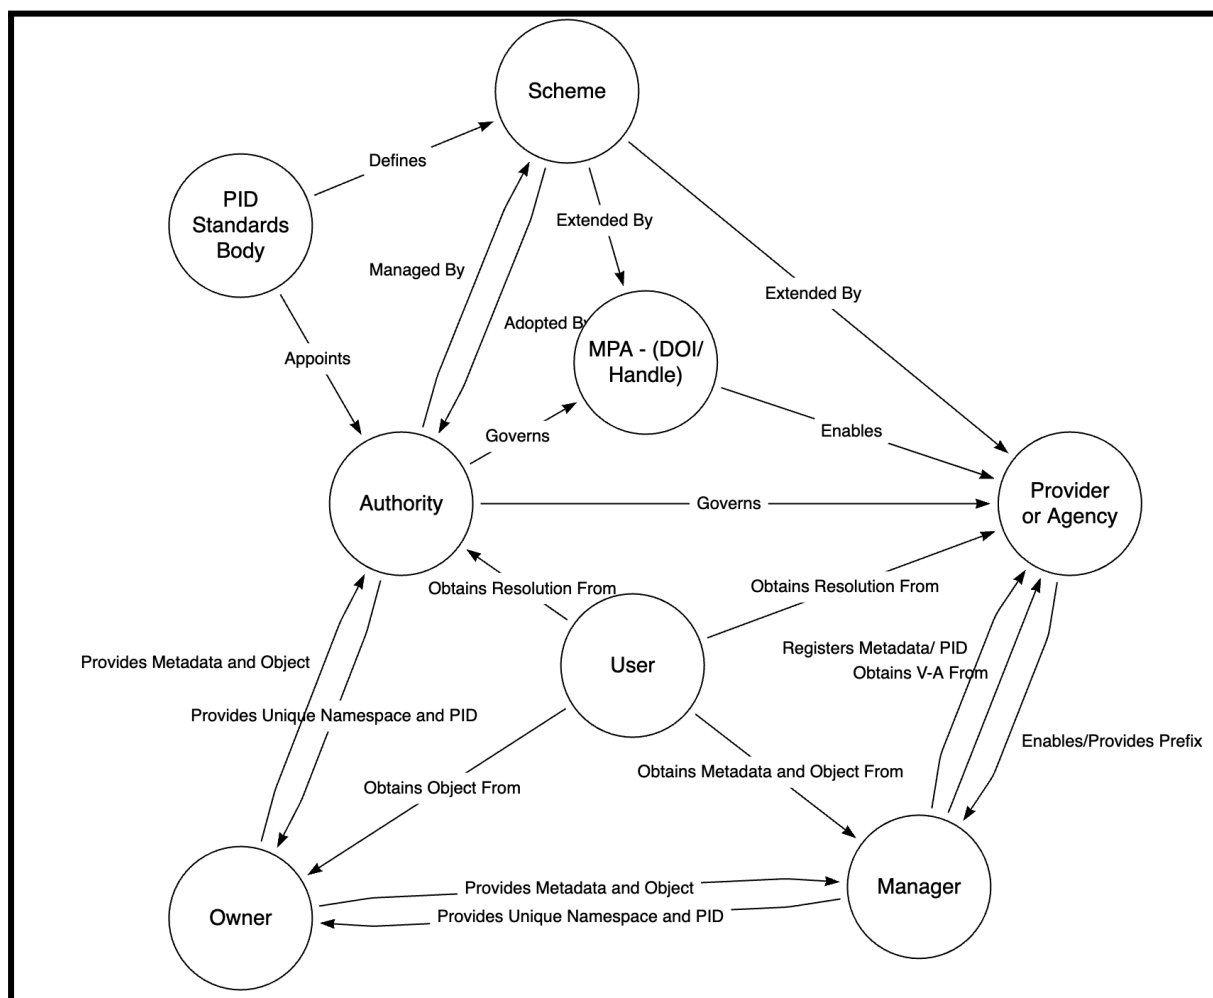 Scheme
Defines
PID
Standards
Body
Extended By
Managed By
Extended By
Adopted By
MPA - (DOI/
Handle)
Appoints
Enables
Governs
Authority
Governs
Provider
or Agency
Obtains Resolution From
Obtains Resolution From
Registers Metadata/ PID
Provides Metadata and Object
User
Obtains V-A From
Provides Unique Namespace and PID
Enables/Provides Prefix
Obtains Metadata and Object From
Obtains Object From
Provides Metadata and Object
Manager
Owner
Provides Unique Namespace and PID